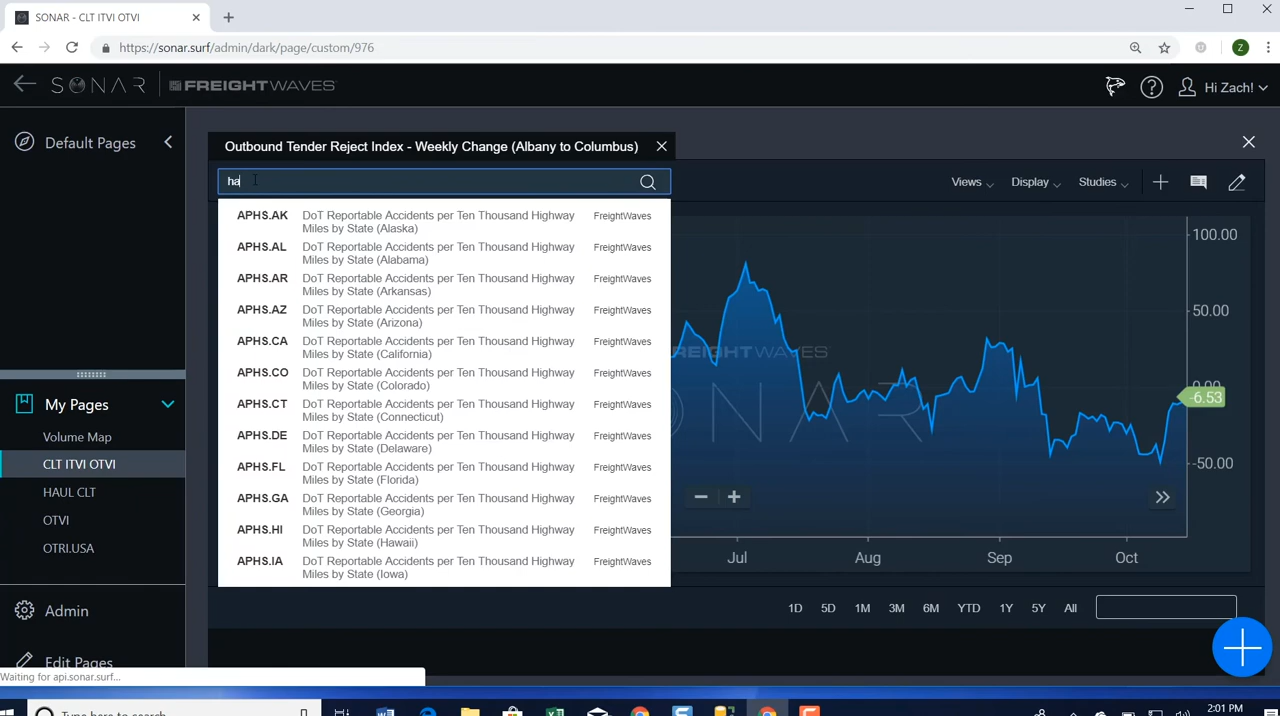 SONAR - CLT ITVI OTVI
https://sonar.surf/admin/dark/page/custom/976
Z
SONAR FREIGHTWAVES
Hi Zach!
Default Pages
Outbound Tender Reject Index - Weekly Change (Albany to Columbus)
ha
Views
Display
Studies
APHS.AK DoT Reportable Accidents per Ten Thousand Highway FreightWaves
Miles by State (Alaska)
APHS.AL DoT Reportable Accidents per Ten Thousand Highway FreightWaves
Miles by State (Alabama)
APHS.AR DoT Reportable Accidents per Ten Thousand Highway FreightWaves
Miles by State (Arkansas)
APHS.AZ DoT Reportable Accidents per Ten Thousand Highway FreightWaves
Miles by State (Arizona)
APHS.CA DoT Reportable Accidents per Ten Thousand Highway FreightWaves
Miles by State (California)
APHS.CO DoT Reportable Accidents per Ten Thousand Highway FreightWaves
Miles by State (Colorado)
APHS.CT DoT Reportable Accidents per Ten Thousand Highway FreightWaves
Miles by State (Connecticut)
APHS.DE DoT Reportable Accidents per Ten Thousand Highway FreightWaves
Miles by State (Delaware)
APHS.FL DoT Reportable Accidents per Ten Thousand Highway FreightWaves
Miles by State (Florida)
APHS.GA DoT Reportable Accidents per Ten Thousand Highway FreightWaves
Miles by State (Georgia)
APHS.HI DoT Reportable Accidents per Ten Thousand Highway FreightWaves
Miles by State (Hawaii)
APHS.IA DoT Reportable Accidents per Ten Thousand Highway FreightWaves
Miles by State (Iowa)
100.00
50.00
0.00
-6.53
-50.00
REIGHTWAVES
NAR
Jul Aug Sep Oct
1D 5D 1M 3M 6M YTD 1Y 5Y All
My Pages
Volume Map
CLT ITVI OTVI
HAUL CLT
OTVI
OTRI.USA
Admin
Edit Pages
Waiting for api.sonar.surf...
Type here to search
2:01 PM